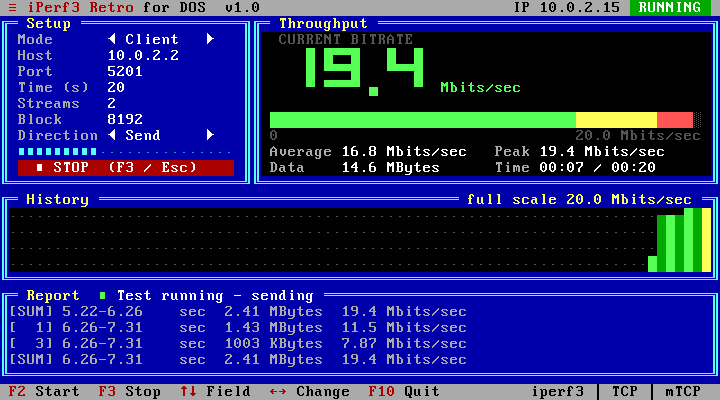 ≡ iPerf3 Retro for DOS v1.0 IP 10.0.2.15 RUNNING
Setup
Mode ◄ Client ►
Host 10.0.2.2
Port 5201
Time (s) 20
Streams 2
Block 8192
Direction ◄ Send ►
■ STOP (F3 / Esc)
Throughput
CURRENT BITRATE
19.4 Mbits/sec
0 20.0 Mbits/sec
Average 16.8 Mbits/sec Peak 19.4 Mbits/sec
Data 14.6 MBytes Time 00:07 / 00:20
History full scale 20.0 Mbits/sec
Report ■ Test running - sending
[SUM] 5.22-6.26 sec 2.41 MBytes 19.4 Mbits/sec
[ 1] 6.26-7.31 sec 1.43 MBytes 11.5 Mbits/sec
[ 3] 6.26-7.31 sec 1003 KBytes 7.87 Mbits/sec
[SUM] 6.26-7.31 sec 2.41 MBytes 19.4 Mbits/sec
F2 Start F3 Stop ↑↓ Field ←→ Change F10 Quit iperf3 | TCP | mTCP